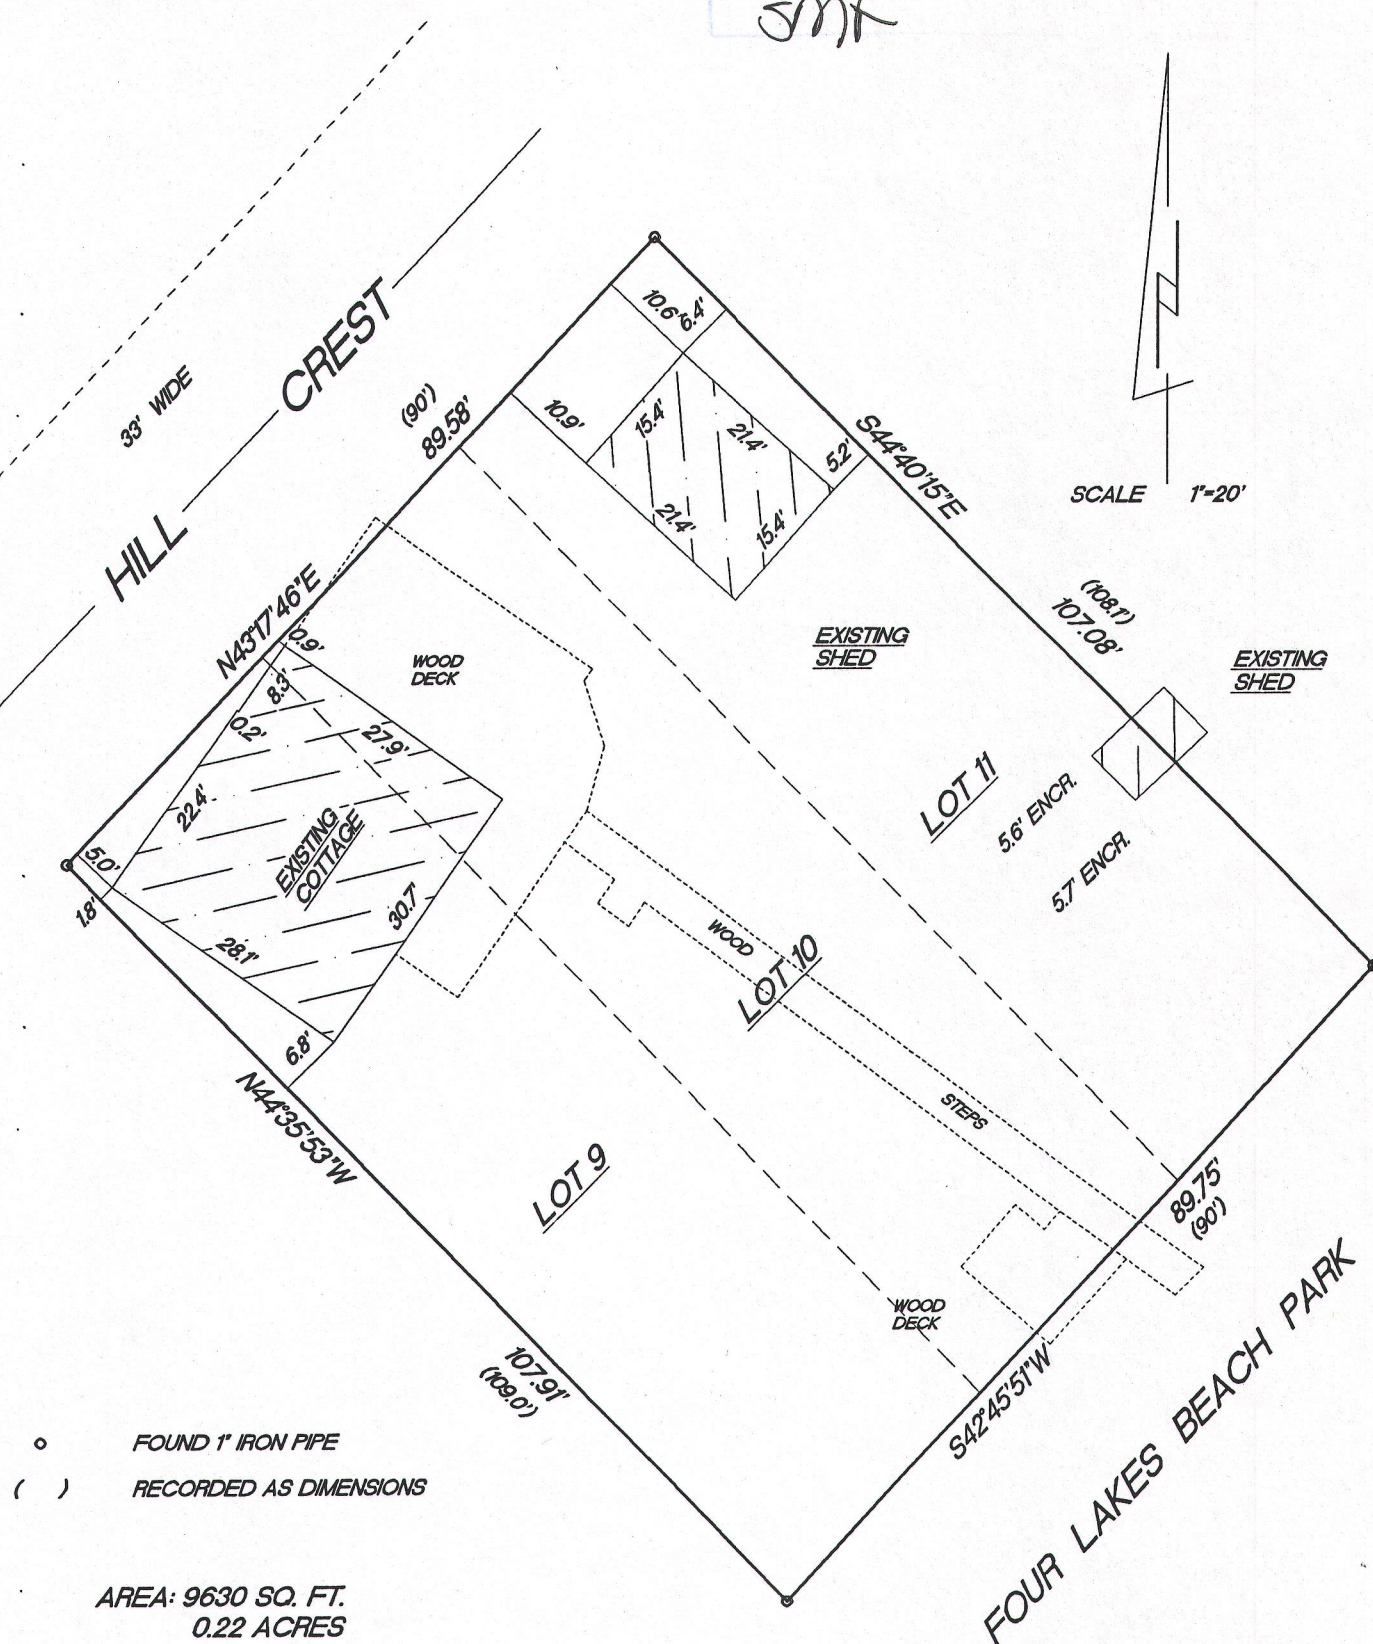 SMK
HILL CREST
33' WIDE
(90')
89.58'
N43°17'46"E
10.6'
6.4'
10.9'
15.4'
21.4'
5.2'
21.4'
15.4'
S44°40'15"E
SCALE 1"=20'
(108.1')
107.08'
EXISTING
SHED
EXISTING
SHED
0.9'
8.3'
0.2'
WOOD
DECK
27.9'
22.4'
EXISTING
COTTAGE
5.0'
1.8'
30.7'
28.1'
6.8'
LOT 11
5.6' ENCR.
5.7' ENCR.
WOOD
LOT 10
STEPS
N44°35'53"W
LOT 9
89.75'
(90')
WOOD
DECK
S42°45'51"W
107.91'
(109.0')
FOUR LAKES BEACH PARK
FOUND 1" IRON PIPE
( ) RECORDED AS DIMENSIONS
AREA: 9630 SQ. FT.
0.22 ACRES